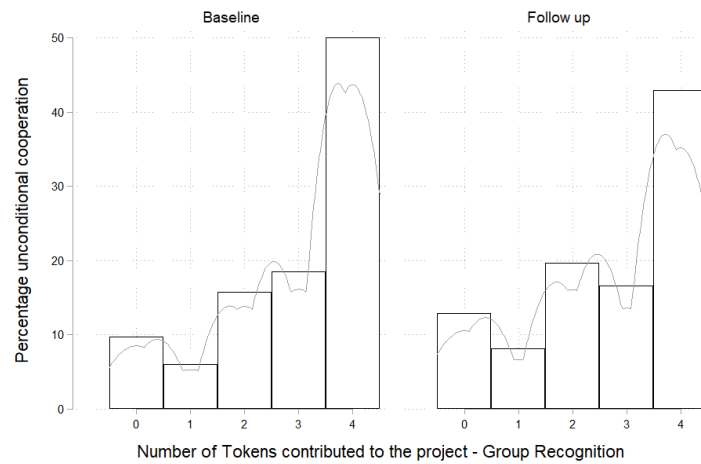 Baseline
Follow up
Percentage unconditional cooperation
50
40
30
20
10
0
0 1 2 3 4
0 1 2 3 4
Number of Tokens contributed to the project - Group Recognition